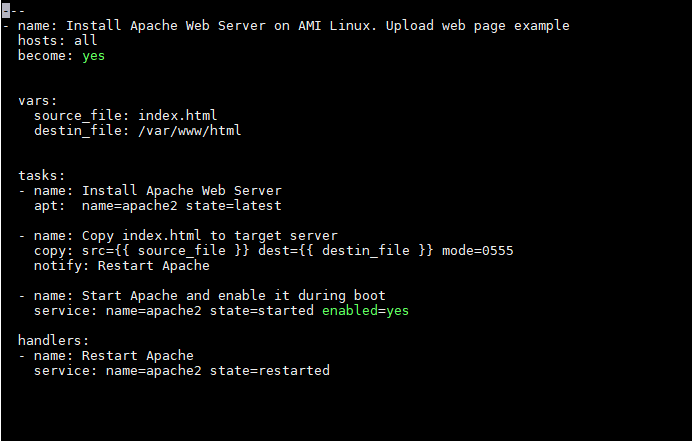 ---
- name: Install Apache Web Server on AMI Linux. Upload web page example
  hosts: all
  become: yes


  vars:
    source_file: index.html
    destin_file: /var/www/html


  tasks:
  - name: Install Apache Web Server
    apt:  name=apache2 state=latest

  - name: Copy index.html to target server
    copy: src={{ source_file }} dest={{ destin_file }} mode=0555
    notify: Restart Apache

  - name: Start Apache and enable it during boot
    service: name=apache2 state=started enabled=yes

  handlers:
  - name: Restart Apache
    service: name=apache2 state=restarted